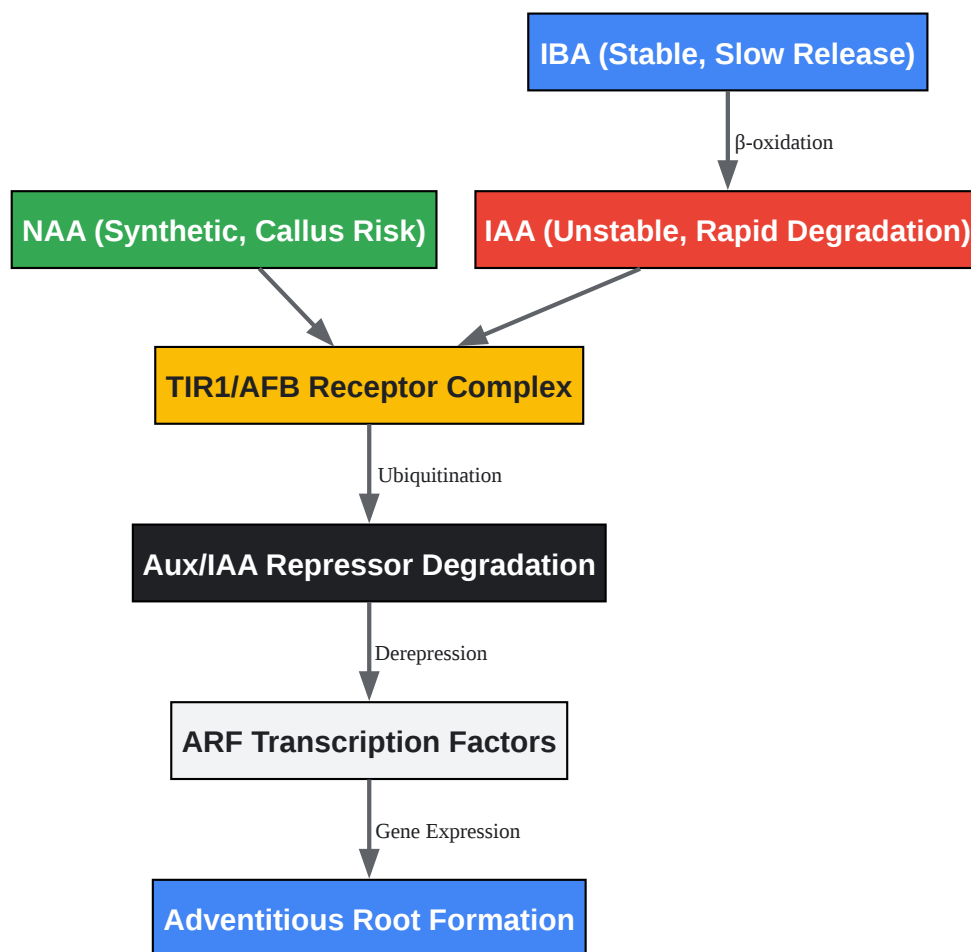 IBA (Stable, Slow Release)
β-oxidation
NAA (Synthetic, Callus Risk)
IAA (Unstable, Rapid Degradation)
TIR1/AFB Receptor Complex
Ubiquitination
Aux/IAA Repressor Degradation
Derepression
ARF Transcription Factors
Gene Expression
Adventitious Root Formation